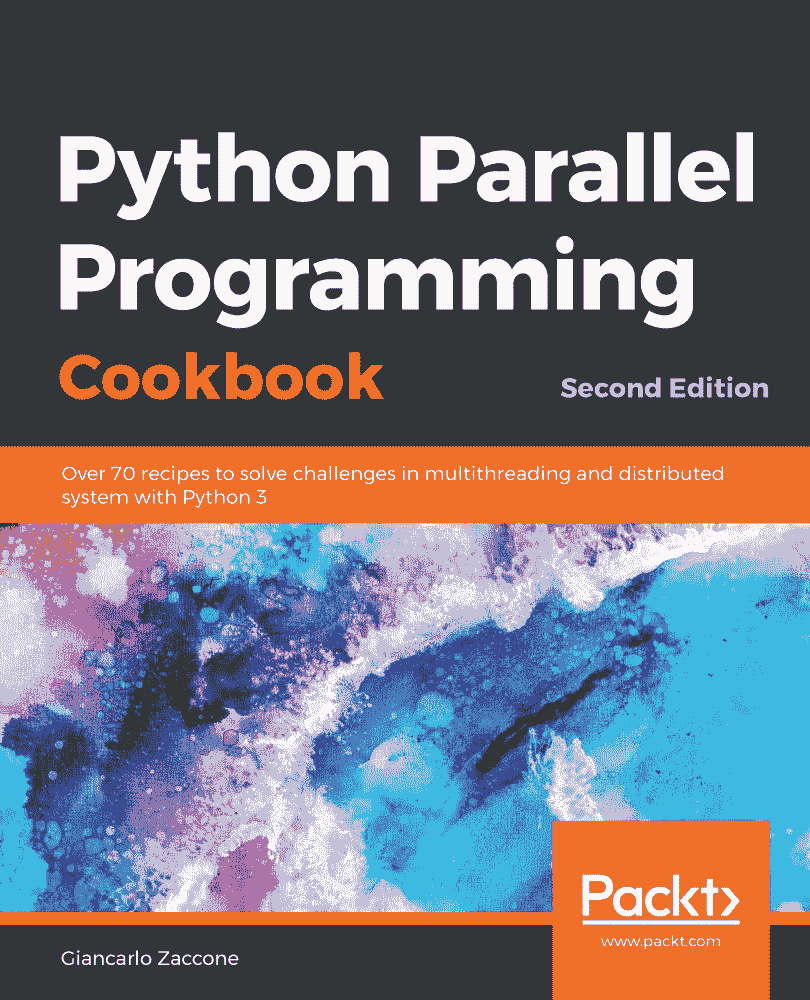 Python Parallel
Programming
Cookbook
Second Edition
Over 70 recipes to solve challenges in multithreading and distributed
system with Python 3
Packt>
www.packt.com
Giancarlo Zaccone